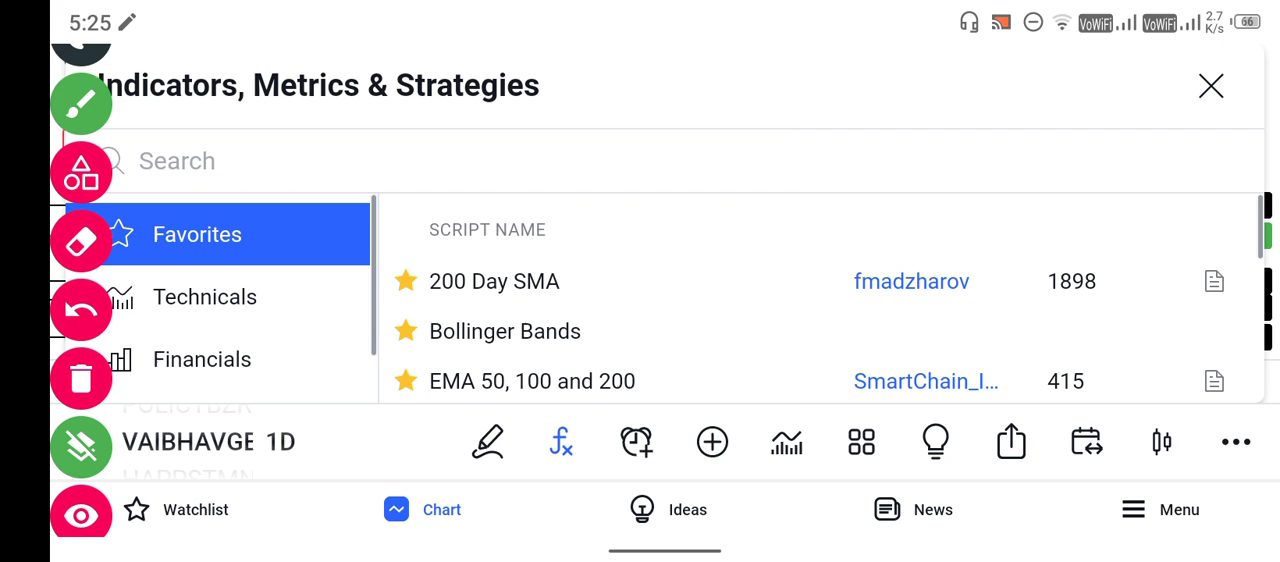 5:25
VoWiFi VoWiFi 2.7 K/s 66
Indicators, Metrics & Strategies
Search
Favorites
Technicals
Financials
SCRIPT NAME
200 Day SMA fmadzharov 1898
Bollinger Bands
EMA 50, 100 and 200 SmartChain_I... 415
VAIBHAVGE 1D
Watchlist
Chart
Ideas
News
Menu